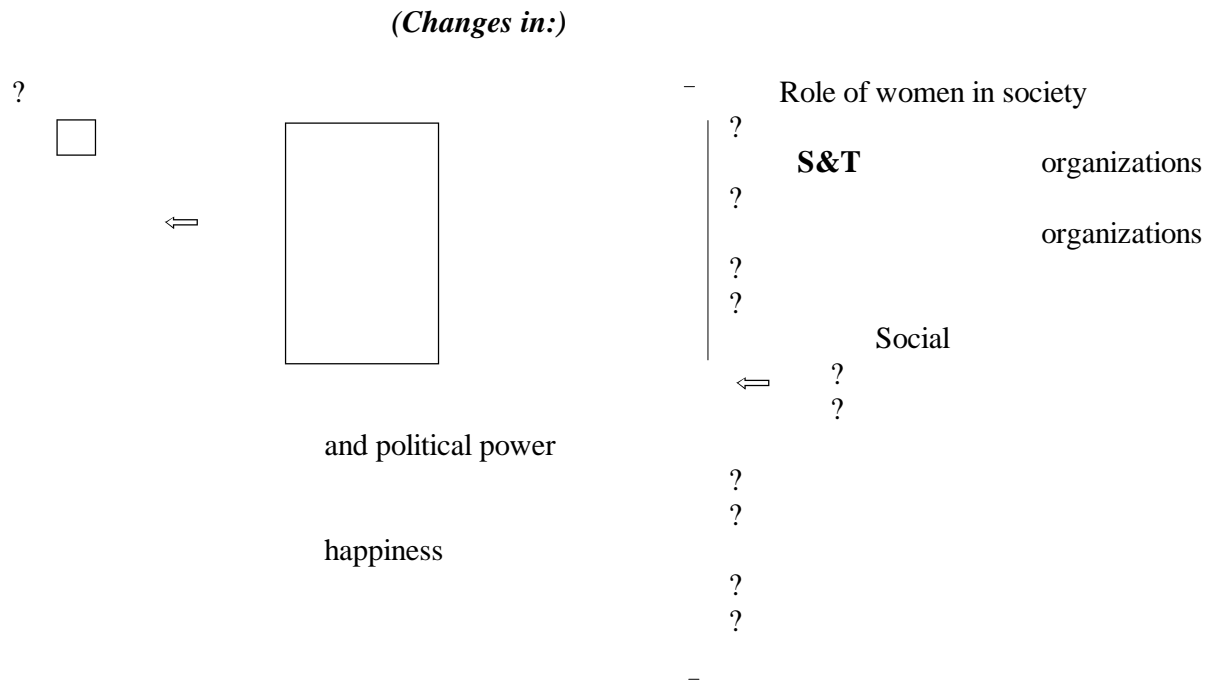 (Changes in:)
?
Role of women in society
?
S&T organizations
?
organizations
?
?
Social
?
?
and political power
?
?
happiness
?
?